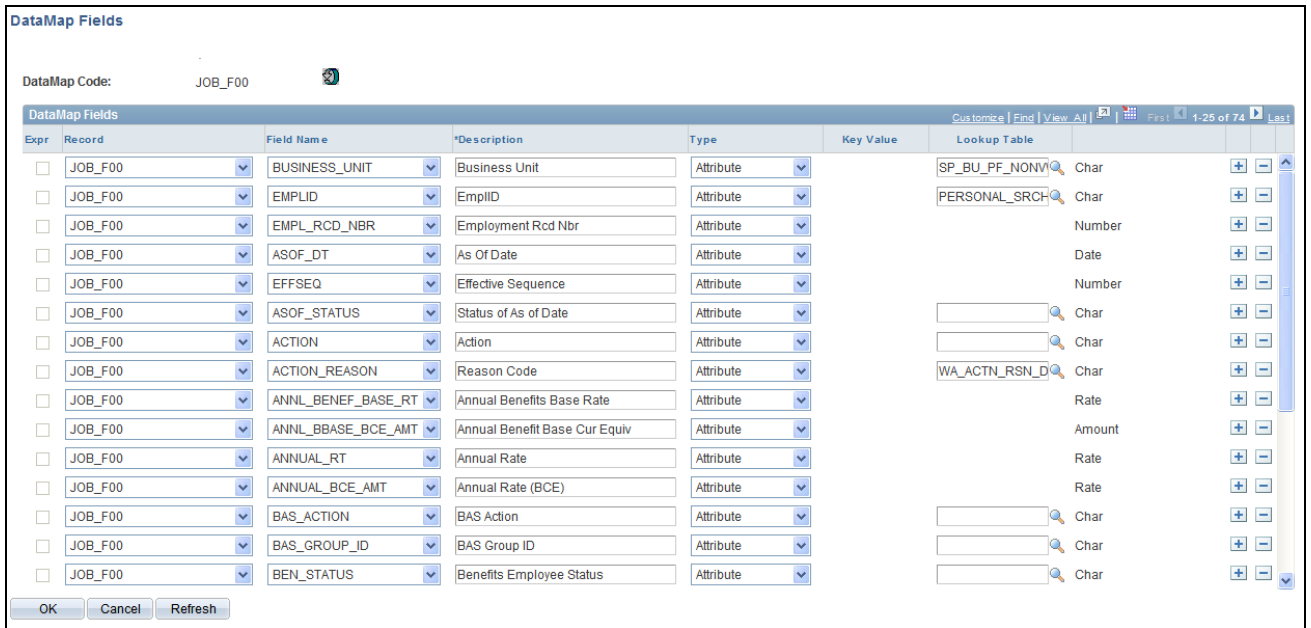 DataMap Fields
DataMap Code: JOB_F00
DataMap Fields Customize | Find | View All | | First 1-25 of 74 Last
Expr Record Field Name *Description Type Key Value Lookup Table
JOB_F00 BUSINESS_UNIT Business Unit Attribute SP_BU_PF_NONV Char
JOB_F00 EMPLID EmplID Attribute PERSONAL_SRCH Char
JOB_F00 EMPL_RCD_NBR Employment Rcd Nbr Attribute Number
JOB_F00 ASOF_DT As Of Date Attribute Date
JOB_F00 EFFSEQ Effective Sequence Attribute Number
JOB_F00 ASOF_STATUS Status of As of Date Attribute Char
JOB_F00 ACTION Action Attribute Char
JOB_F00 ACTION_REASON Reason Code Attribute WA_ACTN_RSN_D Char
JOB_F00 ANNL_BENEF_BASE_RT Annual Benefits Base Rate Attribute Rate
JOB_F00 ANNL_BBASE_BCE_AMT Annual Benefit Base Cur Equiv Attribute Amount
JOB_F00 ANNUAL_RT Annual Rate Attribute Rate
JOB_F00 ANNUAL_BCE_AMT Annual Rate (BCE) Attribute Rate
JOB_F00 BAS_ACTION BAS Action Attribute Char
JOB_F00 BAS_GROUP_ID BAS Group ID Attribute Char
JOB_F00 BEN_STATUS Benefits Employee Status Attribute Char
OK Cancel Refresh